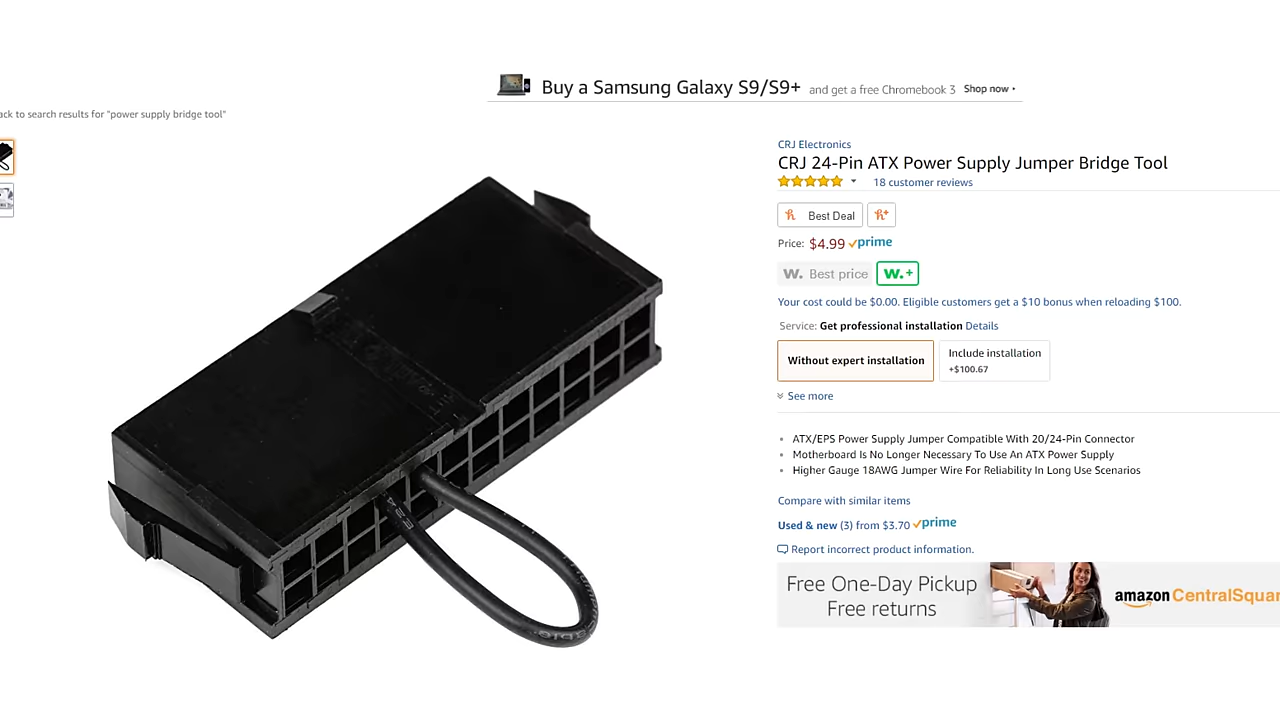 Buy a Samsung Galaxy S9/S9+ and get a free Chromebook 3 Shop now
ack to search results for "power supply bridge tool"
CRJ Electronics
CRJ 24-Pin ATX Power Supply Jumper Bridge Tool
18 customer reviews
Best Deal
Price: $4.99 prime
w. Best price w.+
Your cost could be $0.00. Eligible customers get a $10 bonus when reloading $100.
Service: Get professional installation Details
Without expert installation
Include installation
+$100.67
See more
ATX/EPS Power Supply Jumper Compatible With 20/24-Pin Connector
Motherboard Is No Longer Necessary To Use An ATX Power Supply
Higher Gauge 18AWG Jumper Wire For Reliability In Long Use Scenarios
Compare with similar items
Used & new (3) from $3.70 prime
Report incorrect product information.
Free One-Day Pickup
Free returns
amazon CentralSquar